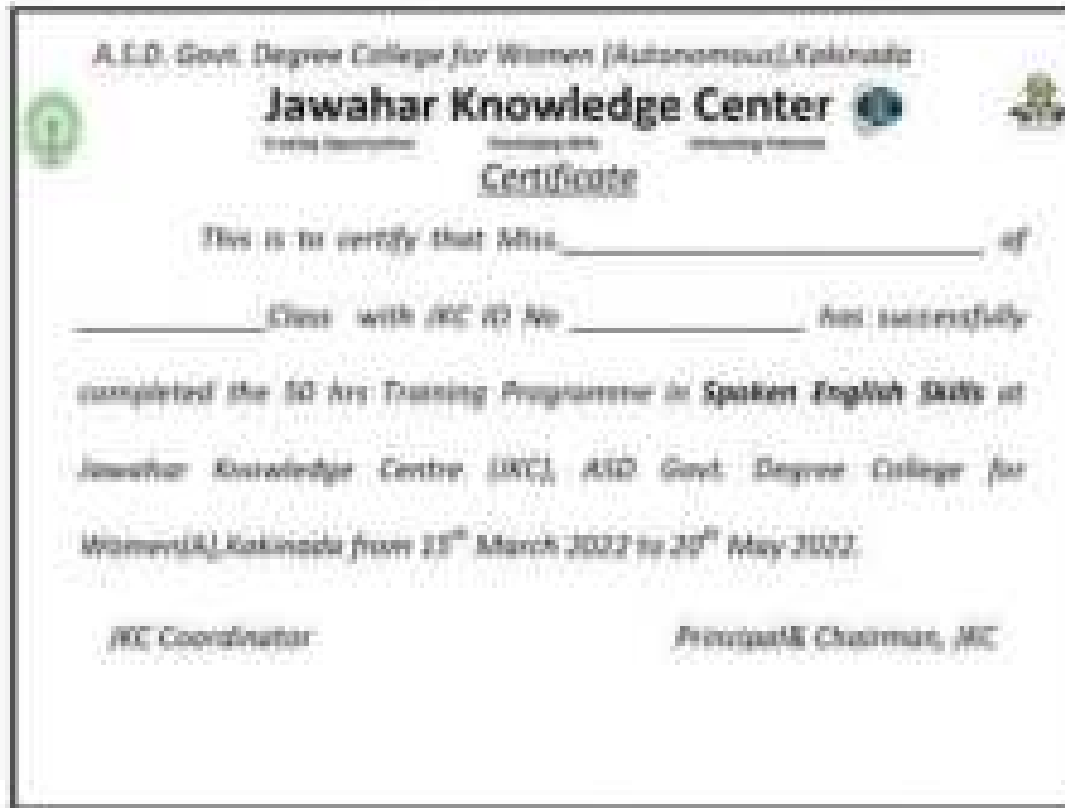 A.S.D. Govt. Degree College for Women (Autonomous),Kakinada
Jawahar Knowledge Center
Certificate
This is to certify that Miss.____________________ of
__________Class with JKC ID No ____________ has successfully
completed the 50 hrs Training Programme in Spoken English Skills at
Jawahar Knowledge Centre (JKC), ASD Govt. Degree College for
Women(A),Kakinada from 15th March 2022 to 20th May 2022.
JKC Coordinator
Principal& Chairman, JKC